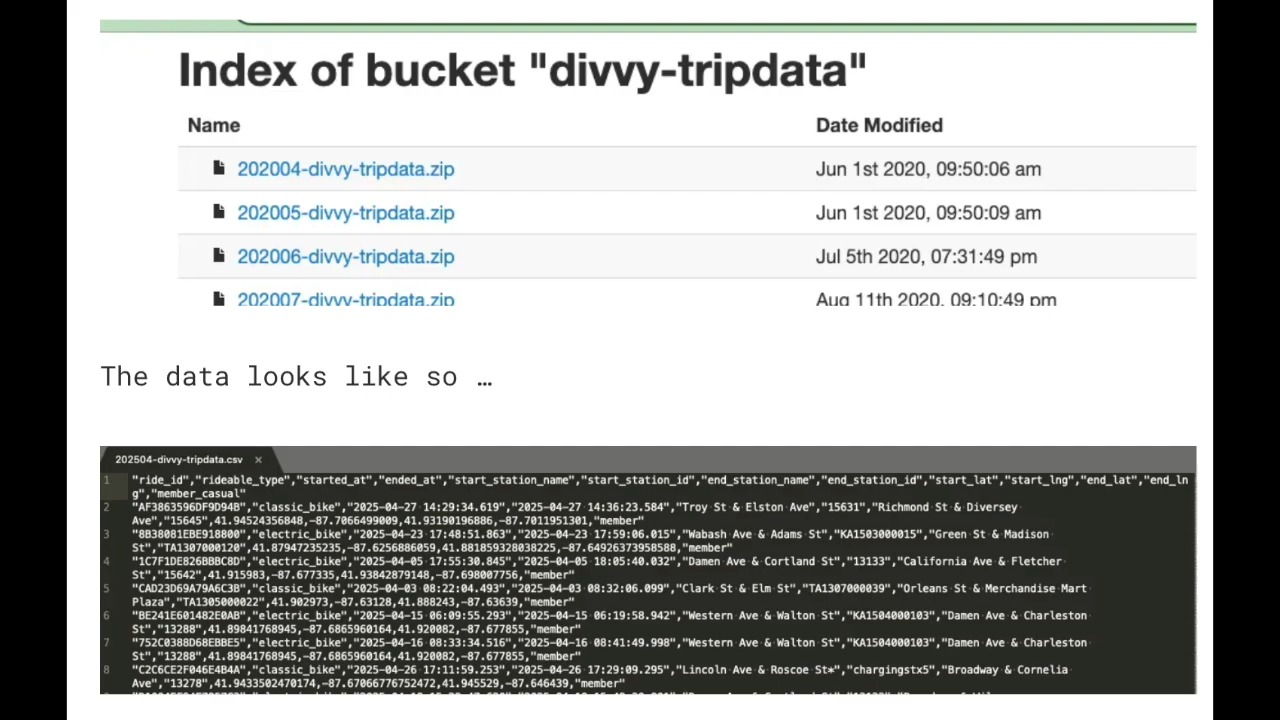 Index of bucket "divvy-tripdata"
Name Date Modified
202004-divvy-tripdata.zip Jun 1st 2020, 09:50:06 am
202005-divvy-tripdata.zip Jun 1st 2020, 09:50:09 am
202006-divvy-tripdata.zip Jul 5th 2020, 07:31:49 pm
202007-divvy-tripdata.zip Aug 11th 2020, 09:10:49 pm
The data looks like so …
202504-divvy-tripdata.csv ×
1 "ride_id","rideable_type","started_at","ended_at","start_station_name","start_station_id","end_station_name","end_station_id","start_lat","start_lng","end_lat","end_ln
g","member_casual"
2 "AF3863596DF9D94B","classic_bike","2025-04-27 14:29:34.619","2025-04-27 14:36:23.584","Troy St & Elston Ave","15631","Richmond St & Diversey
Ave","15645",41.94524356848,-87.7066499009,41.93190196886,-87.7011951301,"member"
3 "8B38081EBE918800","electric_bike","2025-04-23 17:48:51.863","2025-04-23 17:59:06.015","Wabash Ave & Adams St","KA1503000015","Green St & Madison
St","TA1307000120",41.87947235235,-87.6256886059,41.881859328038225,-87.64926373958588,"member"
4 "1C7F1DE826BBBC8D","electric_bike","2025-04-05 17:55:30.845","2025-04-05 18:05:40.032","Damen Ave & Cortland St","13133","California Ave & Fletcher
St","15642",41.915983,-87.677335,41.93842879148,-87.698007756,"member"
5 "CAD23D69A79A6C3B","classic_bike","2025-04-03 08:22:04.493","2025-04-03 08:32:06.099","Clark St & Elm St","TA1307000039","Orleans St & Merchandise Mart
Plaza","TA1305000022",41.902973,-87.63128,41.888243,-87.63639,"member"
6 "BE241E601482E0AB","electric_bike","2025-04-15 06:09:55.293","2025-04-15 06:19:58.942","Western Ave & Walton St","KA1504000103","Damen Ave & Charleston
St","13288",41.89841768945,-87.6865960164,41.920082,-87.677855,"member"
7 "752C0388D68EBBE5","electric_bike","2025-04-16 08:33:34.516","2025-04-16 08:41:49.998","Western Ave & Walton St","KA1504000103","Damen Ave & Charleston
St","13288",41.89841768945,-87.6865960164,41.920082,-87.677855,"member"
8 "C2C6CE2F046E4B4A","classic_bike","2025-04-26 17:11:59.253","2025-04-26 17:29:09.295","Lincoln Ave & Roscoe St*","chargingstx5","Broadway & Cornelia
Ave","13278",41.9433502470174,-87.67066776752472,41.945529,-87.646439,"member"